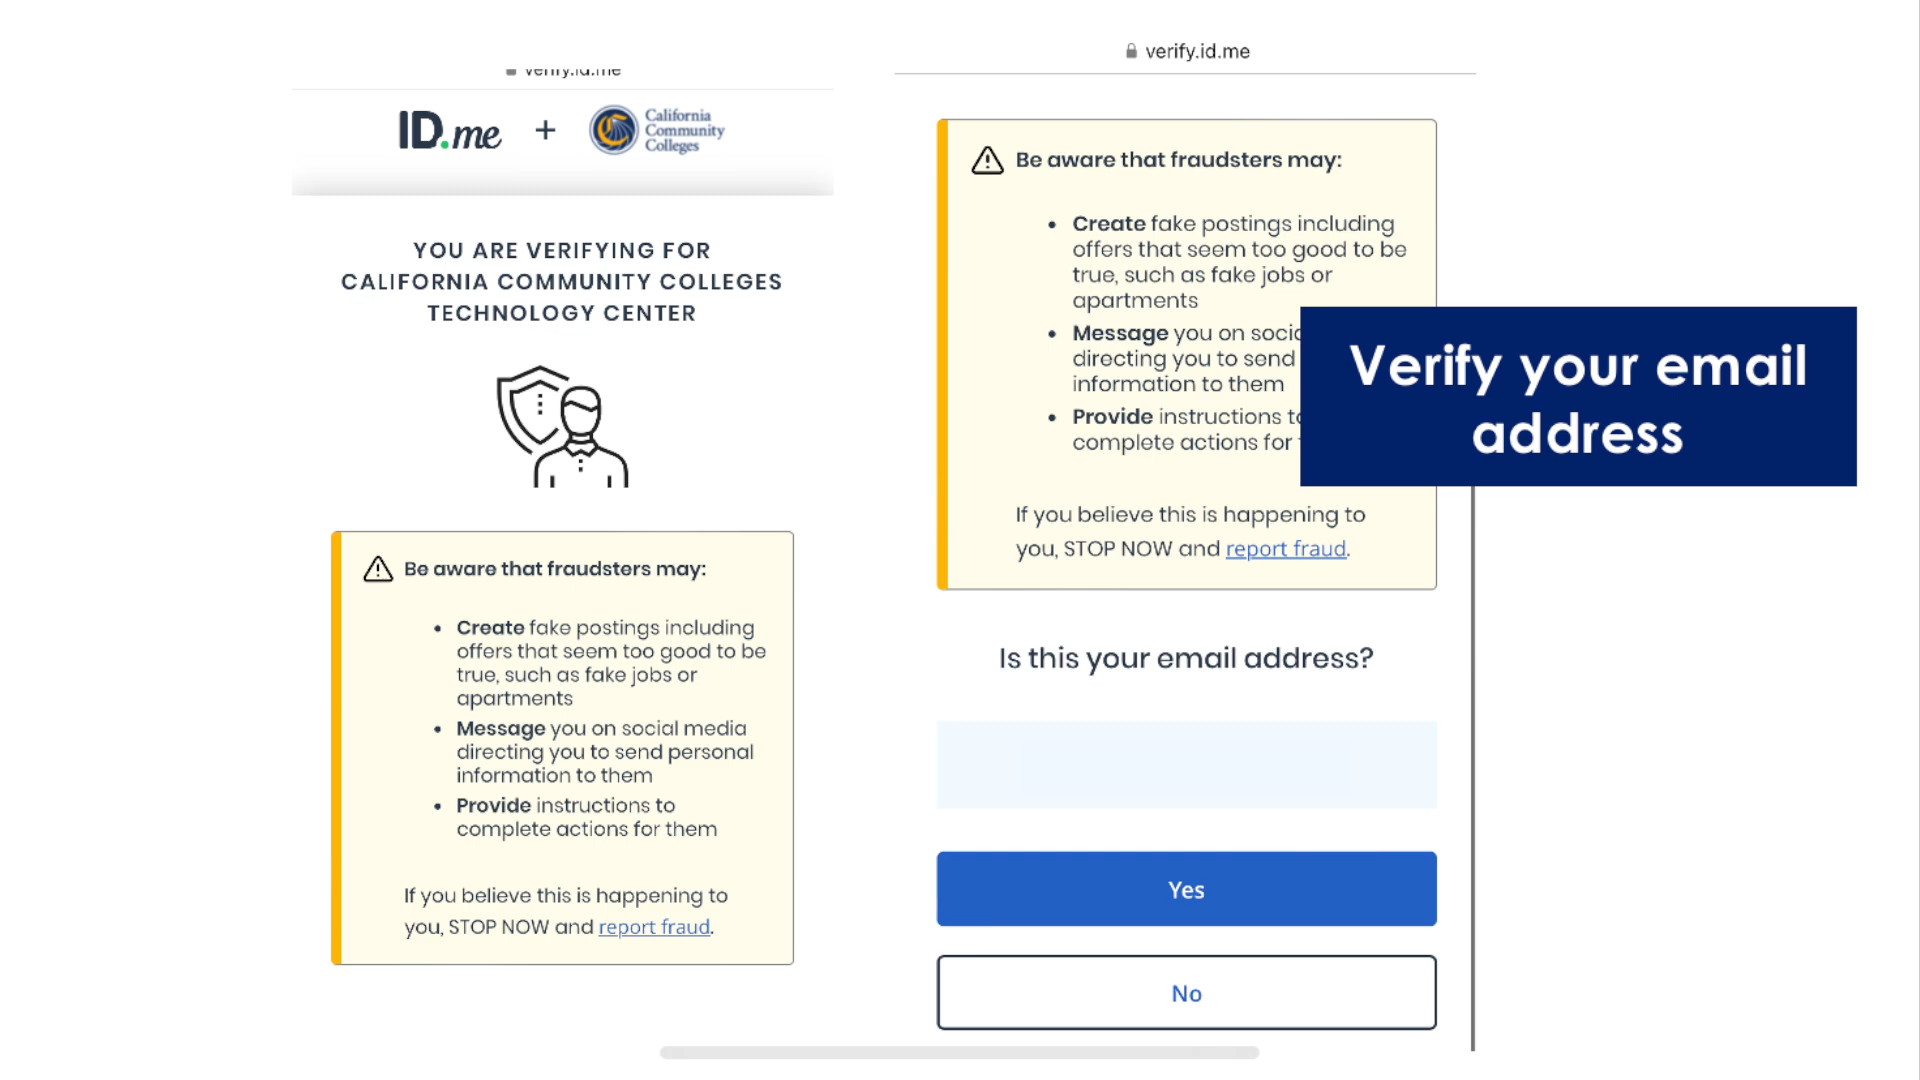 verify.id.me
ID.me + California
Community
Colleges
YOU ARE VERIFYING FOR
CALIFORNIA COMMUNITY COLLEGES
TECHNOLOGY CENTER
Be aware that fraudsters may:
• Create fake postings including
offers that seem too good to be
true, such as fake jobs or
apartments
• Message you on social media
directing you to send personal
information to them
• Provide instructions to
complete actions for them
If you believe this is happening to
you, STOP NOW and report fraud.
verify.id.me
Be aware that fraudsters may:
• Create fake postings including
offers that seem too good to be
true, such as fake jobs or
apartments
• Message you on
directing you to send
information to them
• Provide instructions
complete actions for
If you believe this is happening to
you, STOP NOW and report fraud.
Is this your email address?
Yes
No
Verify your email
address